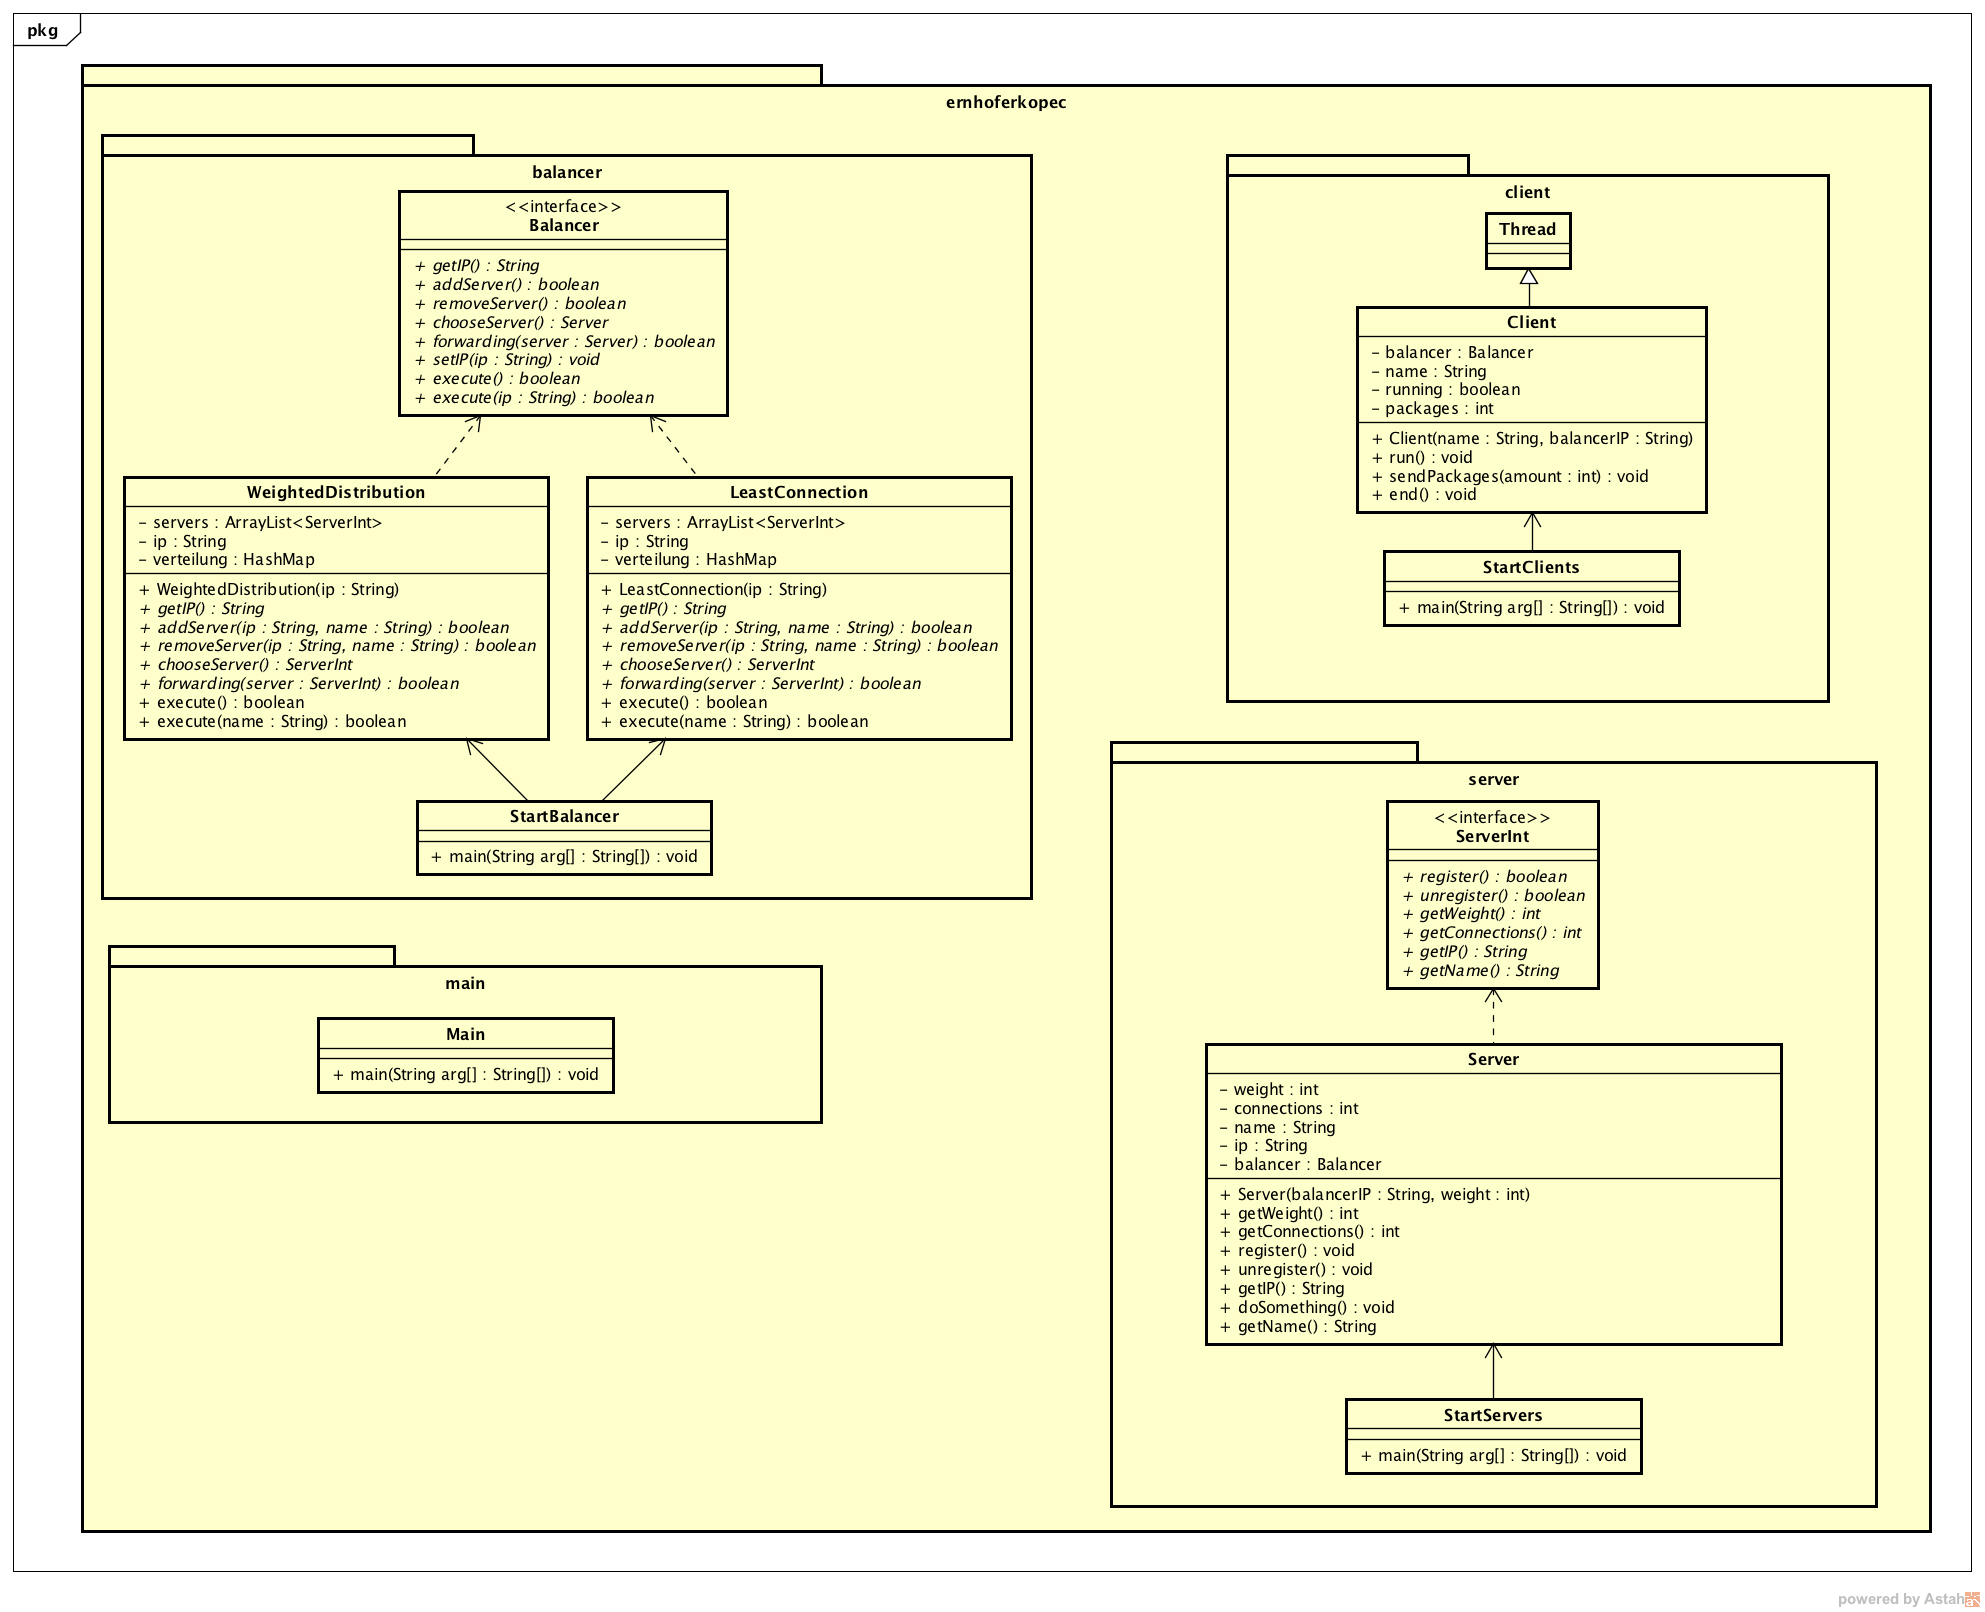 pkg
ernhoferkopec
balancer
<<interface>>
Balancer
+ getIP() : String
+ addServer() : boolean
+ removeServer() : boolean
+ chooseServer() : Server
+ forwarding(server : Server) : boolean
+ setIP(ip : String) : void
+ execute() : boolean
+ execute(ip : String) : boolean
WeightedDistribution
- servers : ArrayList<ServerInt>
- ip : String
- verteilung : HashMap
+ WeightedDistribution(ip : String)
+ getIP() : String
+ addServer(ip : String, name : String) : boolean
+ removeServer(ip : String, name : String) : boolean
+ chooseServer() : ServerInt
+ forwarding(server : ServerInt) : boolean
+ execute() : boolean
+ execute(name : String) : boolean
LeastConnection
- servers : ArrayList<ServerInt>
- ip : String
- verteilung : HashMap
+ LeastConnection(ip : String)
+ getIP() : String
+ addServer(ip : String, name : String) : boolean
+ removeServer(ip : String, name : String) : boolean
+ chooseServer() : ServerInt
+ forwarding(server : ServerInt) : boolean
+ execute() : boolean
+ execute(name : String) : boolean
StartBalancer
+ main(String arg[] : String[]) : void
main
Main
+ main(String arg[] : String[]) : void
client
Thread
Client
- balancer : Balancer
- name : String
- running : boolean
- packages : int
+ Client(name : String, balancerIP : String)
+ run() : void
+ sendPackages(amount : int) : void
+ end() : void
StartClients
+ main(String arg[] : String[]) : void
server
<<interface>>
ServerInt
+ register() : boolean
+ unregister() : boolean
+ getWeight() : int
+ getConnections() : int
+ getIP() : String
+ getName() : String
Server
- weight : int
- connections : int
- name : String
- ip : String
- balancer : Balancer
+ Server(balancerIP : String, weight : int)
+ getWeight() : int
+ getConnections() : int
+ register() : void
+ unregister() : void
+ getIP() : String
+ doSomething() : void
+ getName() : String
StartServers
+ main(String arg[] : String[]) : void
powered by Astah